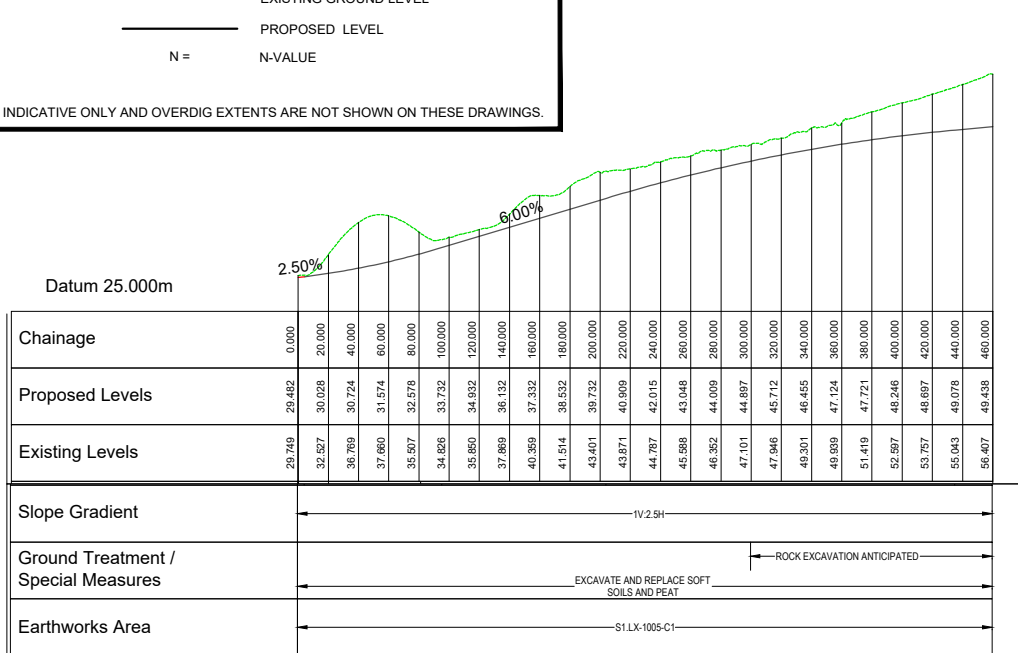 EXISTING GROUND LEVEL
PROPOSED LEVEL
N = N-VALUE
INDICATIVE ONLY AND OVERDIG EXTENTS ARE NOT SHOWN ON THESE DRAWINGS.
6.00%
2.50%
Datum 25.000m
Chainage 0.000 20.000 40.000 60.000 80.000 100.000 120.000 140.000 160.000 180.000 200.000 220.000 240.000 260.000 280.000 300.000 320.000 340.000 360.000 380.000 400.000 420.000 440.000 460.000
Proposed Levels 29.482 30.028 30.724 31.574 32.578 33.732 34.932 36.132 37.332 38.532 39.732 40.909 42.015 43.048 44.009 44.897 45.712 46.455 47.124 47.721 48.246 48.697 49.078 49.438
Existing Levels 29.749 32.527 36.769 37.660 35.507 34.826 35.850 37.869 40.359 41.514 43.401 43.871 44.787 45.588 46.352 47.101 47.946 49.301 49.939 51.419 52.597 53.757 55.043 56.407
Slope Gradient 1V:2.5H
Ground Treatment / ROCK EXCAVATION ANTICIPATED
Special Measures EXCAVATE AND REPLACE SOFT
SOILS AND PEAT
Earthworks Area S1.LX-1005-C1